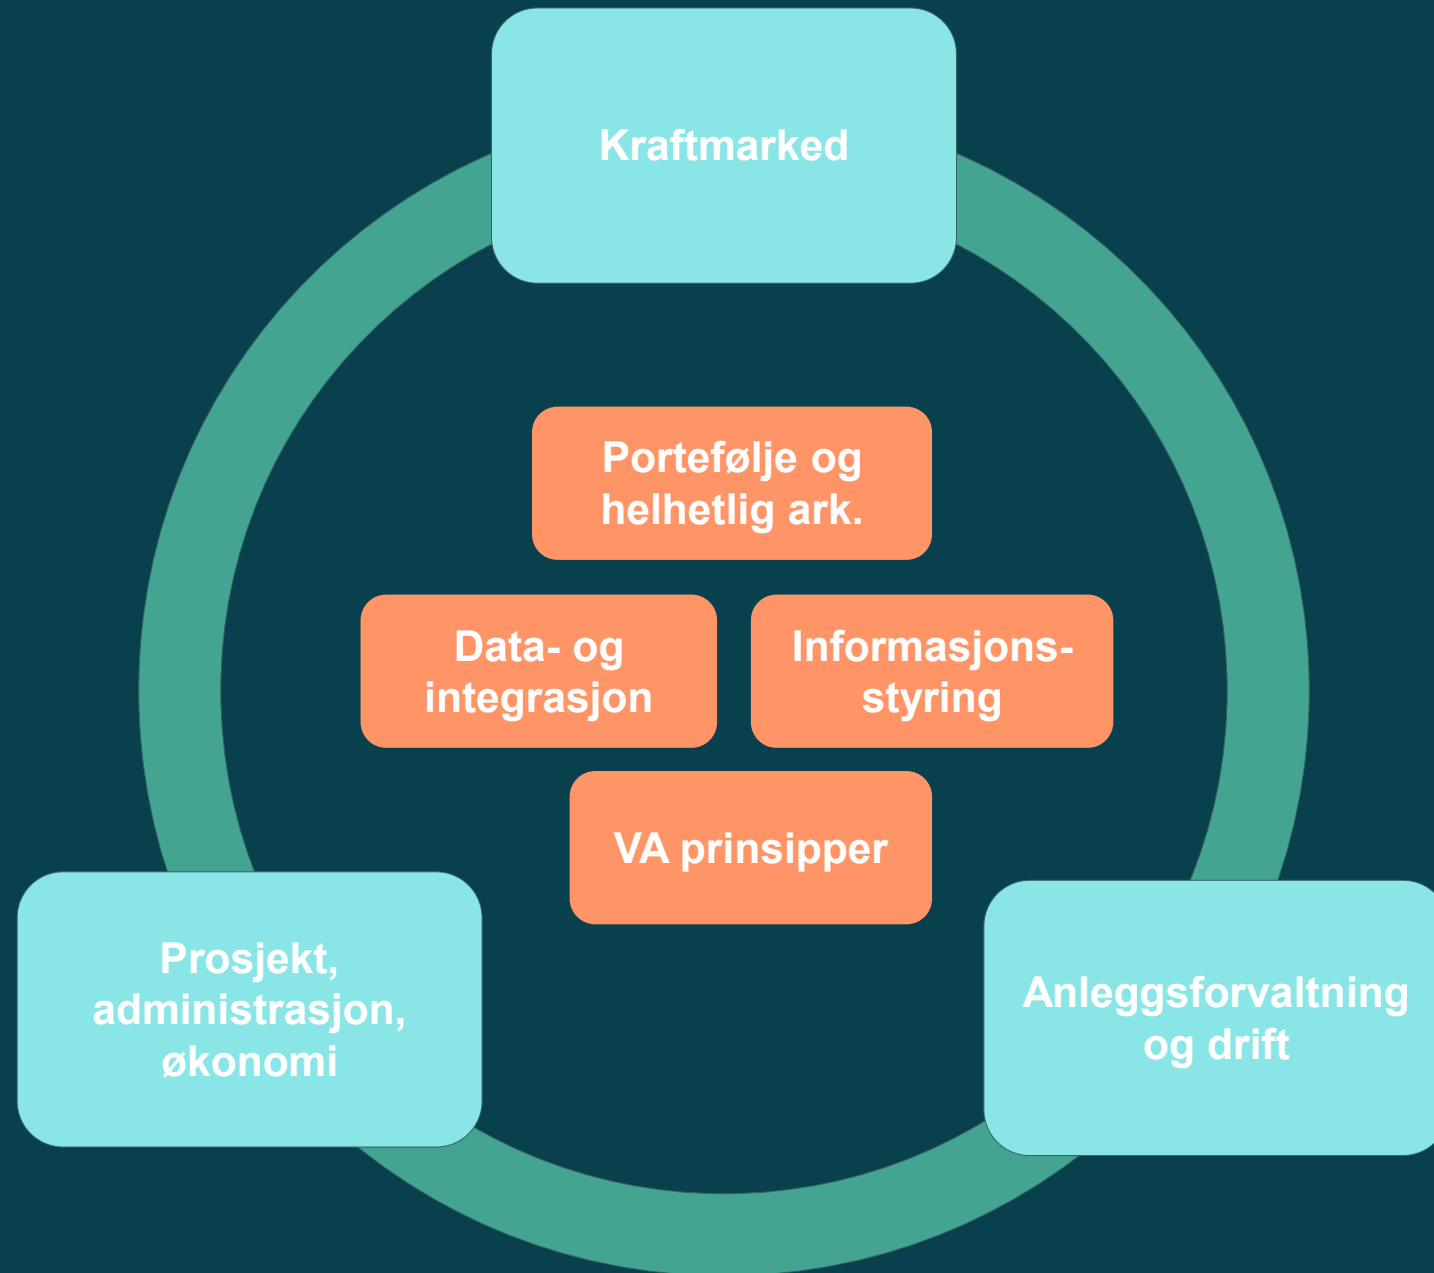 Kraftmarked
Portefølje og
helhetlig ark.
Data- og
integrasjon
Informasjons-
styring
VA prinsipper
Prosjekt,
administrasjon,
økonomi
Anleggsforvaltning
og drift